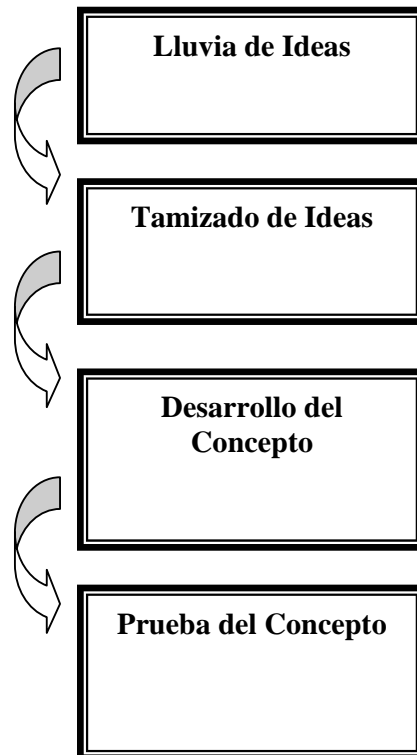 Lluvia de Ideas
Tamizado de Ideas
Desarrollo del
Concepto
Prueba del Concepto